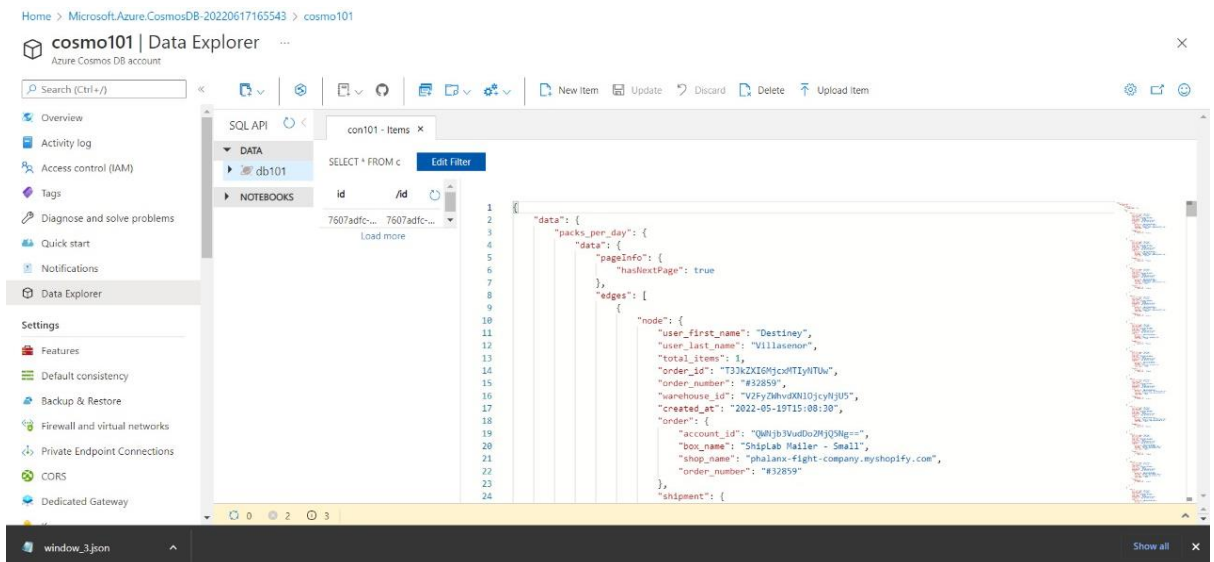 Home > Microsoft.Azure.CosmosDB-20220617165543 > cosmo101
cosmo101 | Data Explorer ...
Azure Cosmos DB account
Search (Ctrl+/)
Overview
Activity log
Access control (IAM)
Tags
Diagnose and solve problems
Quick start
Notifications
Data Explorer
Settings
Features
Default consistency
Backup & Restore
Firewall and virtual networks
Private Endpoint Connections
CORS
Dedicated Gateway
New Item Update Discard Delete Upload Item
SQL API
DATA
db101
NOTEBOOKS
con101 - Items
SELECT * FROM c Edit Filter
id /id
7607adfc-... 7607adfc-...
Load more
1 {
2 "data": {
3 "packs_per_day": {
4 "data": {
5 "pageInfo": {
6 "hasNextPage": true
7 },
8 "edges": [
9 {
10 "node": {
11 "user_first_name": "Destiney",
12 "user_last_name": "Villasenor",
13 "total_items": 1,
14 "order_id": "T3JkZXI6MjcxMTIyNTUw",
15 "order_number": "#32859",
16 "warehouse_id": "V2FyZWhvdXNlOjcyNjU5",
17 "created_at": "2022-05-19T15:08:30",
18 "order": {
19 "account_id": "QWNjb3VudDo2MjQ5Ng==",
20 "box_name": "ShipLab Mailer - Small",
21 "shop_name": "phalanx-fight-company.myshopify.com",
22 "order_number": "#32859"
23 },
24 "shipment": {
0 2 3
window_3.json
Show all